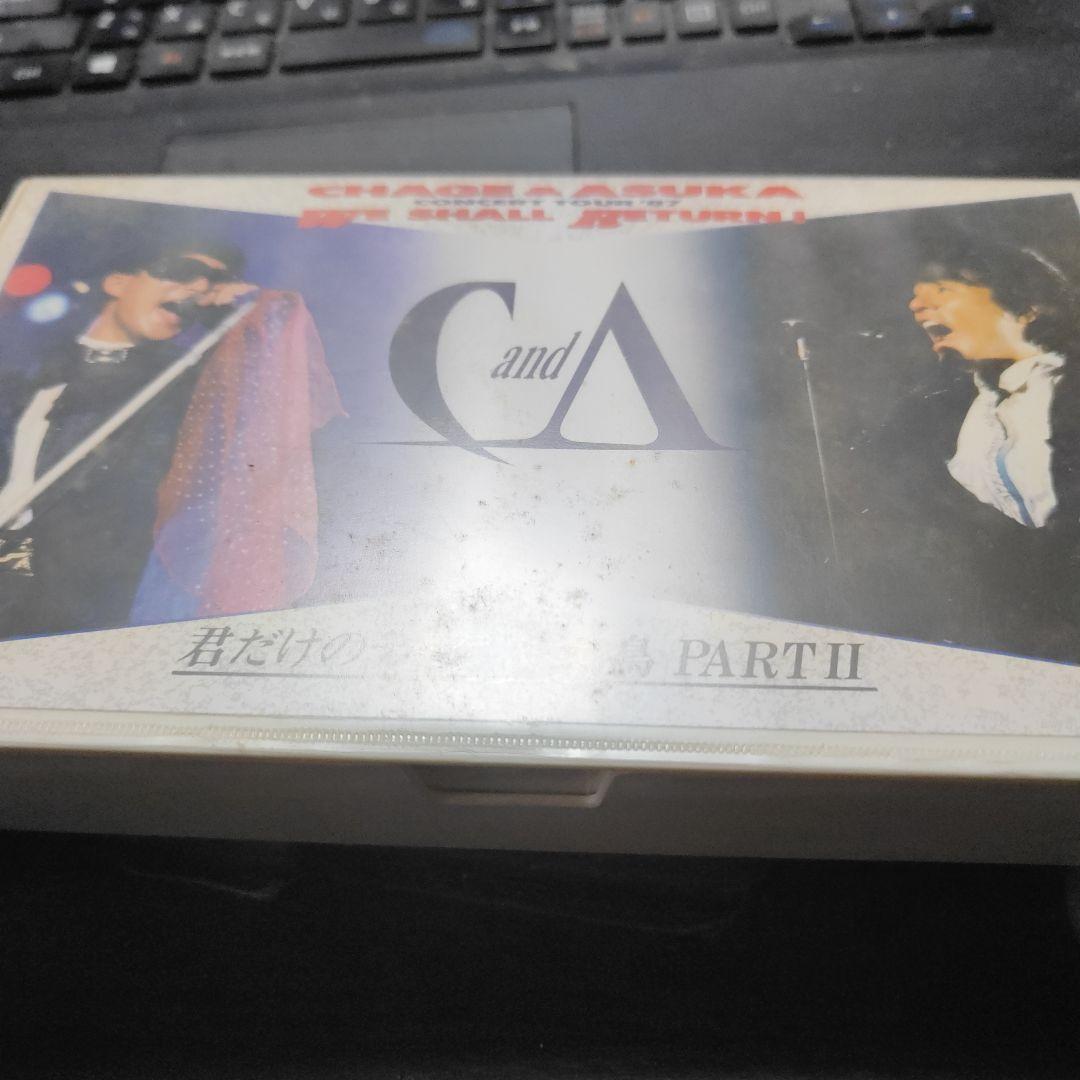 CHAGE & ASUKA
CONCERT TOUR '87
WE SHALL RETURN!
C and A
君だけの 島 PART II